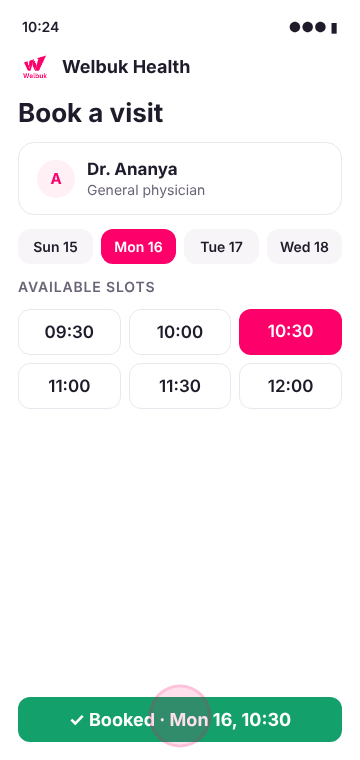 10:24
Welbuk
Welbuk Health
Book a visit
A
Dr. Ananya
General physician
Sun 15 Mon 16 Tue 17 Wed 18
AVAILABLE SLOTS
09:30 10:00 10:30
11:00 11:30 12:00
✓ Booked · Mon 16, 10:30